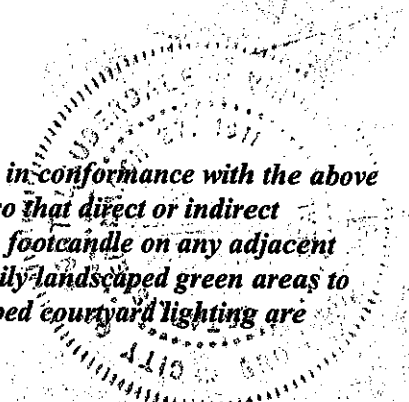 in conformance with the above
o that direct or indirect
footcandle on any adjacent
ily landscaped green areas to
ped courtyard lighting are
CITY